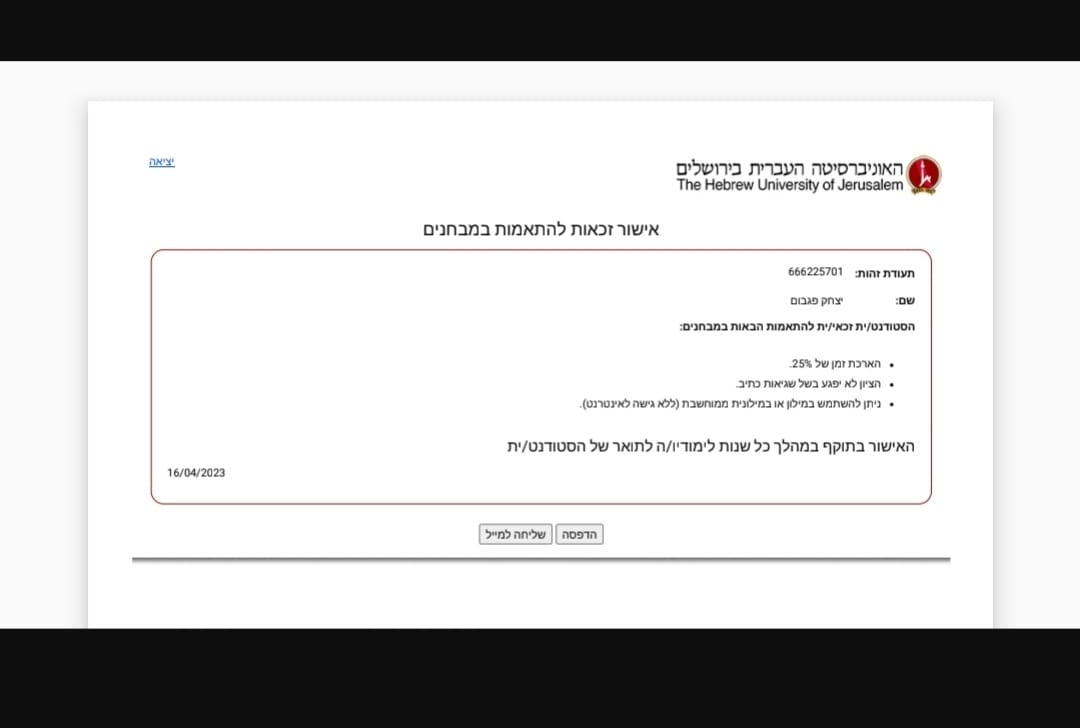 האוניברסיטה העברית בירושלים
The Hebrew University of Jerusalem
יציאה
אישור זכאות להתאמות במבחנים
תעודת זהות: 666225701
שם: יצחק פגבום
הסטודנט/ית זכאי/ית להתאמות הבאות במבחנים:
• הארכת זמן של 25%.
• הציון לא יפגע בשל שגיאות כתיב.
• ניתן להשתמש במילון או במילונית ממוחשבת (ללא גישה לאינטרנט).
האישור בתוקף במהלך כל שנות לימודיו/ה לתואר של הסטודנט/ית
16/04/2023
הדפסה שליחה למייל